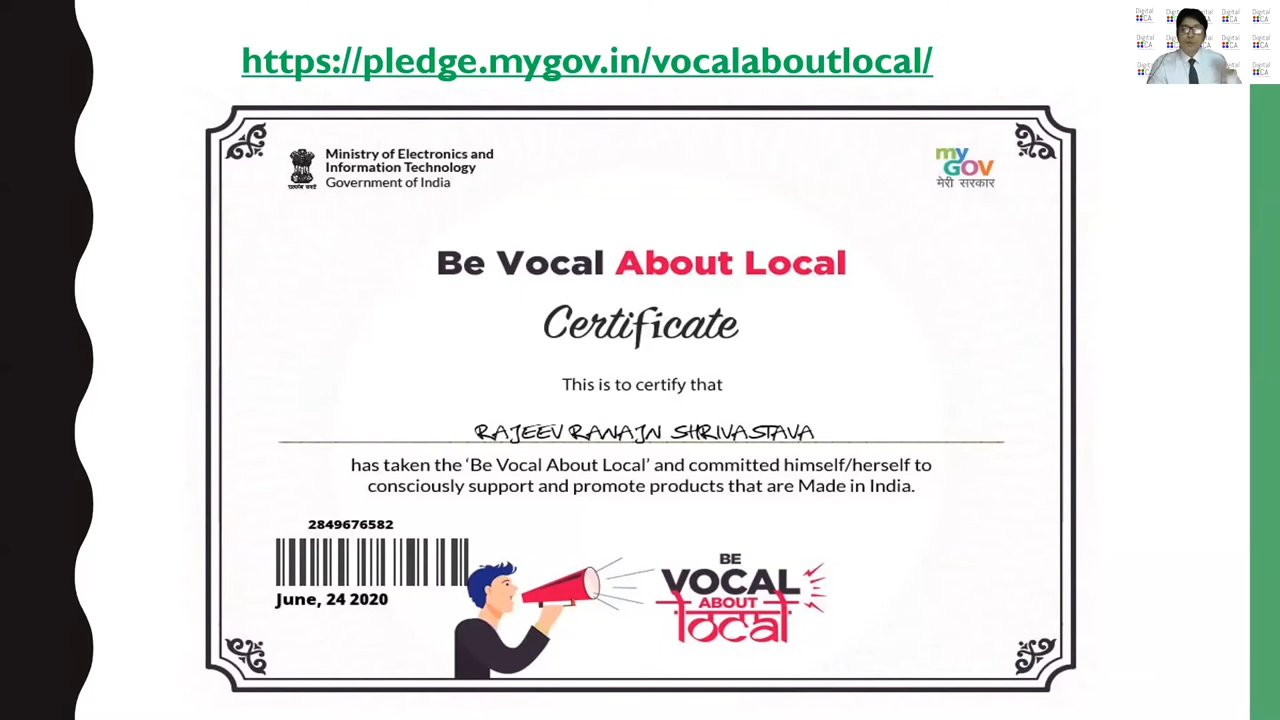 https://pledge.mygov.in/vocalaboutlocal/
Ministry of Electronics and
Information Technology
Government of India
my
GOV
मेरी सरकार
Be Vocal About Local
Certificate
This is to certify that
RAJEEV RANAJN SHRIVASTAVA
has taken the ‘Be Vocal About Local’ and committed himself/herself to
consciously support and promote products that are Made in India.
2849676582
June, 24 2020
BE
VOCAL
ABOUT
local